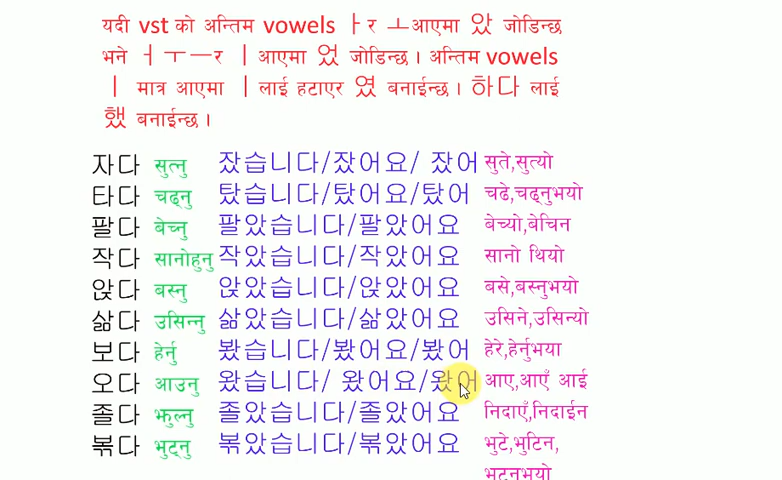 यदी vst को अन्तिम vowels ㅏर ㅗआएमा 았 जोडिन्छ
भने ㅓㅜㅡर ㅣआएमा 었 जोडिन्छ । अन्तिम vowels
ㅣ मात्र आएमा ㅣलाई हटाएर 였 बनाईन्छ । 하다 लाई
했 बनाईन्छ ।
자다 सुत्नु 잤습니다/잤어요/ 잤어 सुते,सुत्यो
타다 चढ्नु 탔습니다/탔어요/탔어 चढे,चढ्नुभयो
팔다 बेच्नु 팔았습니다/팔았어요 बेच्यो,बेचिन
작다 सानोहुनु 작았습니다/작았어요 सानो थियो
앉다 बस्नु 앉았습니다/앉았어요 बसे,बस्नुभयो
삶다 उसिन्नु 삶았습니다/삶았어요 उसिने,उसिन्यो
보다 हेर्नु 봤습니다/봤어요/봤어 हेरे,हेर्नुभया
오다 आउनु 왔습니다/ 왔어요/왔어 आए,आएँ आई
졸다 झुल्नु 졸았습니다/졸았어요 निदाएँ,निदाईन
볶다 भुट्नु 볶았습니다/볶았어요 भुटे,भुटिन,
भुटनुभयो